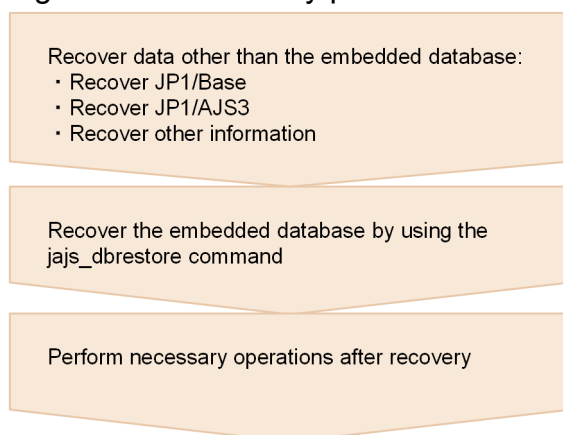 Recover data other than the embedded database:
・Recover JP1/Base
・Recover JP1/AJS3
・Recover other information
Recover the embedded database by using the
jajs_dbrestore command
Perform necessary operations after recovery